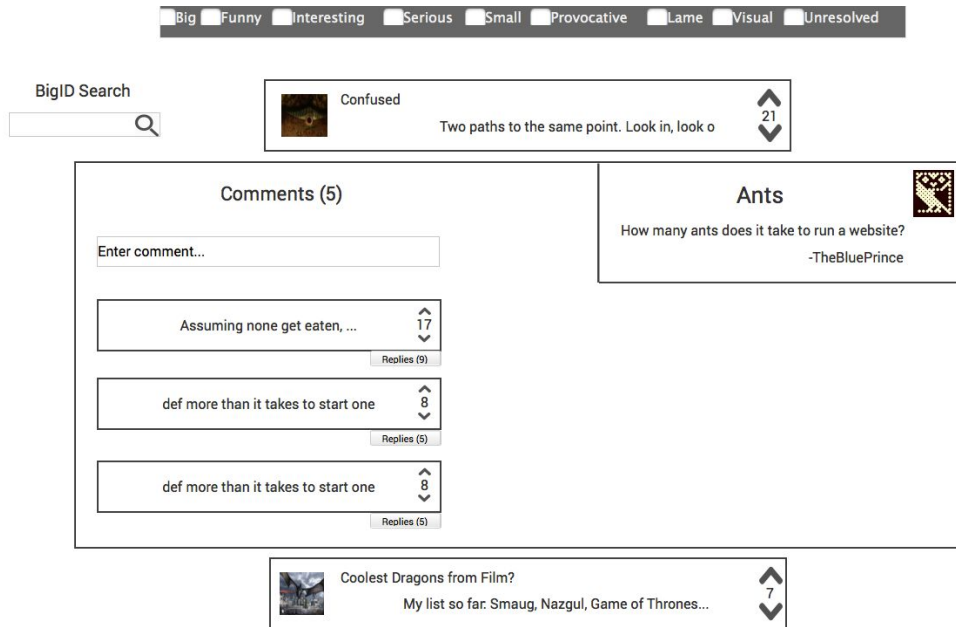 Big Funny Interesting Serious Small Provocative Lame Visual Unresolved
BigID Search
Confused
21
Two paths to the same point. Look in, look o
Comments (5)
Ants
How many ants does it take to run a website?
-TheBluePrince
Enter comment...
Assuming none get eaten, ...
17
Replies (9)
def more than it takes to start one
8
Replies (5)
def more than it takes to start one
8
Replies (5)
Coolest Dragons from Film?
7
My list so far: Smaug, Nazgul, Game of Thrones...